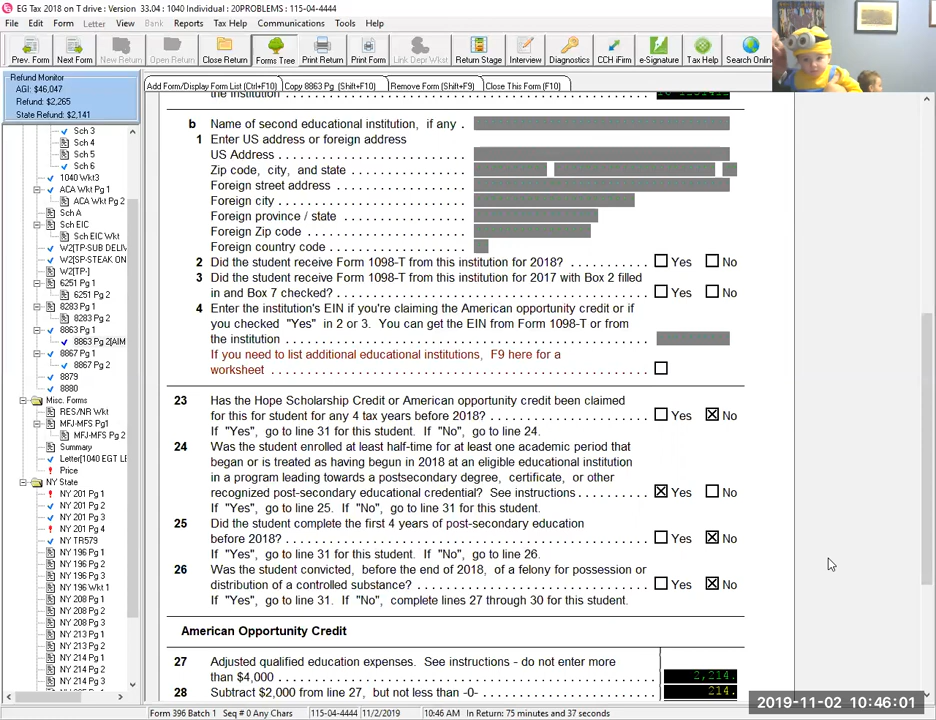 EG Tax 2018 on T drive: Version 33.04 : 1040 Individual : 20PROBLEMS : 115-04-4444
File Edit Form Letter View Bank Reports Tax Help Communications Tools Help
Prev. Form Next Form New Return Open Return Close Return Forms Tree Print Return Print Form Link Depi Wkst Return Stage Interview Diagnostics CCH iFirm e-Signature Tax Help Search Online
Refund Monitor
AGI: $46,047
Refund: $2,265
State Refund: $2,141
Add Form/Display Form List (Ctrl+F10) Copy 8863 Pg (Shift+F10) Remove Form (Shift+F9) Close This Form (F10)
Sch 3
Sch 4
Sch 5
Sch 6
1040 Wkt3
ACA Wkt Pg 1
ACA Wkt Pg 2
Sch A
Sch EIC
Sch EIC Wkt
W2[TP-SUB DELIV
W2[SP-STEAK ON
W2[TP-]
6251 Pg 1
6251 Pg 2
8283 Pg 1
8283 Pg 2
8863 Pg 1
8863 Pg 2[AIM
8867 Pg 1
8867 Pg 2
8879
8880
Misc. Forms
RES/NR Wkt
MFJ-MFS Pg1
MFJ-MFS Pg 2
Summary
Letter[1040 EGT LE
Price
NY State
NY 201 Pg 1
NY 201 Pg 2
NY 201 Pg 3
NY 201 Pg 4
NY TR579
NY 196 Pg 1
NY 196 Pg 2
NY 196 Pg 3
NY 196 Wkt 1
NY 208 Pg 1
NY 208 Pg 2
NY 208 Pg 3
NY 213 Pg 1
NY 213 Pg 2
NY 214 Pg 1
NY 214 Pg 2
NY 214 Pg 3
the institution
b Name of second educational institution, if any .
1 Enter US address or foreign address
US Address
Zip code, city, and state
Foreign street address
Foreign city
Foreign province / state
Foreign Zip code
Foreign country code
2 Did the student receive Form 1098-T from this institution for 2018? Yes No
3 Did the student receive Form 1098-T from this institution for 2017 with Box 2 filled
in and Box 7 checked? Yes No
4 Enter the institution's EIN if you're claiming the American opportunity credit or if
you checked "Yes" in 2 or 3. You can get the EIN from Form 1098-T or from
the institution
If you need to list additional educational institutions, F9 here for a
worksheet
23 Has the Hope Scholarship Credit or American opportunity credit been claimed
for this for student for any 4 tax years before 2018? Yes No
If "Yes", go to line 31 for this student. If "No", go to line 24.
24 Was the student enrolled at least half-time for at least one academic period that
began or is treated as having begun in 2018 at an eligible educational institution
in a program leading towards a postsecondary degree, certificate, or other
recognized post-secondary educational credential? See instructions Yes No
If "Yes", go to line 25. If "No", go to line 31 for this student.
25 Did the student complete the first 4 years of post-secondary education
before 2018? Yes No
If "Yes", go to line 31 for this student. If "No", go to line 26.
26 Was the student convicted, before the end of 2018, of a felony for possession or
distribution of a controlled substance? Yes No
If "Yes", go to line 31. If "No", complete lines 27 through 30 for this student.
American Opportunity Credit
27 Adjusted qualified education expenses. See instructions - do not enter more
than $4,000 2,214.
28 Subtract $2,000 from line 27, but not less than -0- 214.
Form 396 Batch 1 Seq # 0 Any Chars 115-04-4444 11/2/2019 10:46 AM In Return: 75 minutes and 37 seconds
2019-11-02 10:46:01